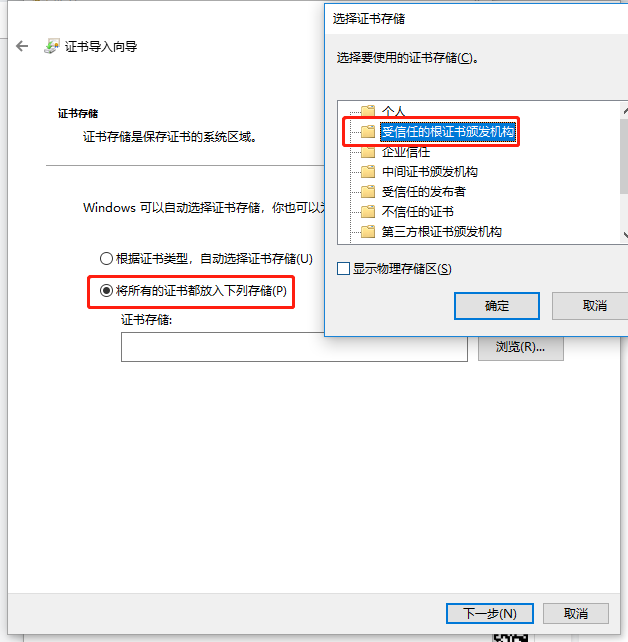 证书导入向导
证书存储
证书存储是保存证书的系统区域。
Windows 可以自动选择证书存储，你也可以为
根据证书类型，自动选择证书存储(U)
将所有的证书都放入下列存储(P)
证书存储:
浏览(R)...
下一步(N)
取消
选择证书存储
选择要使用的证书存储(C)。
个人
受信任的根证书颁发机构
企业信任
中间证书颁发机构
受信任的发布者
不信任的证书
第三方根证书颁发机构
显示物理存储区(S)
确定
取消